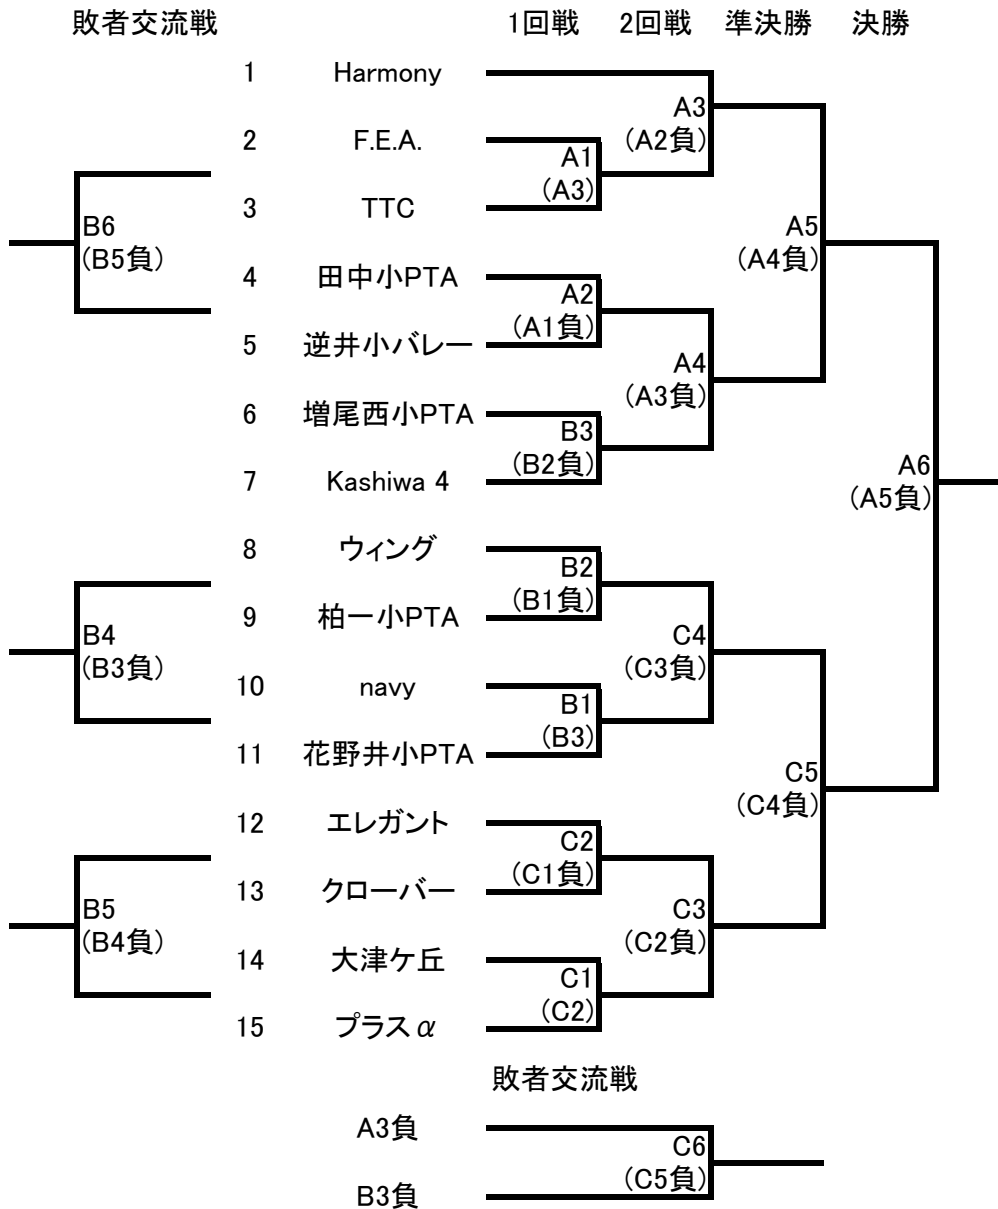 敗者交流戦 1回戦 2回戦 準決勝 決勝
1 Harmony
A3
(A2負)
2 F.E.A.
A1
(A3)
3 TTC
B6
(B5負)
A5
(A4負)
4 田中小PTA
A2
(A1負)
5 逆井小バレー
A4
(A3負)
6 増尾西小PTA
B3
(B2負)
7 Kashiwa 4
A6
(A5負)
8 ウィング
B2
(B1負)
9 柏一小PTA
B4
(B3負)
C4
(C3負)
10 navy
B1
(B3)
11 花野井小PTA
C5
(C4負)
12 エレガント
C2
(C1負)
13 クローバー
B5
(B4負)
C3
(C2負)
14 大津ケ丘
C1
(C2)
15 プラスα
敗者交流戦
A3負
C6
(C5負)
B3負